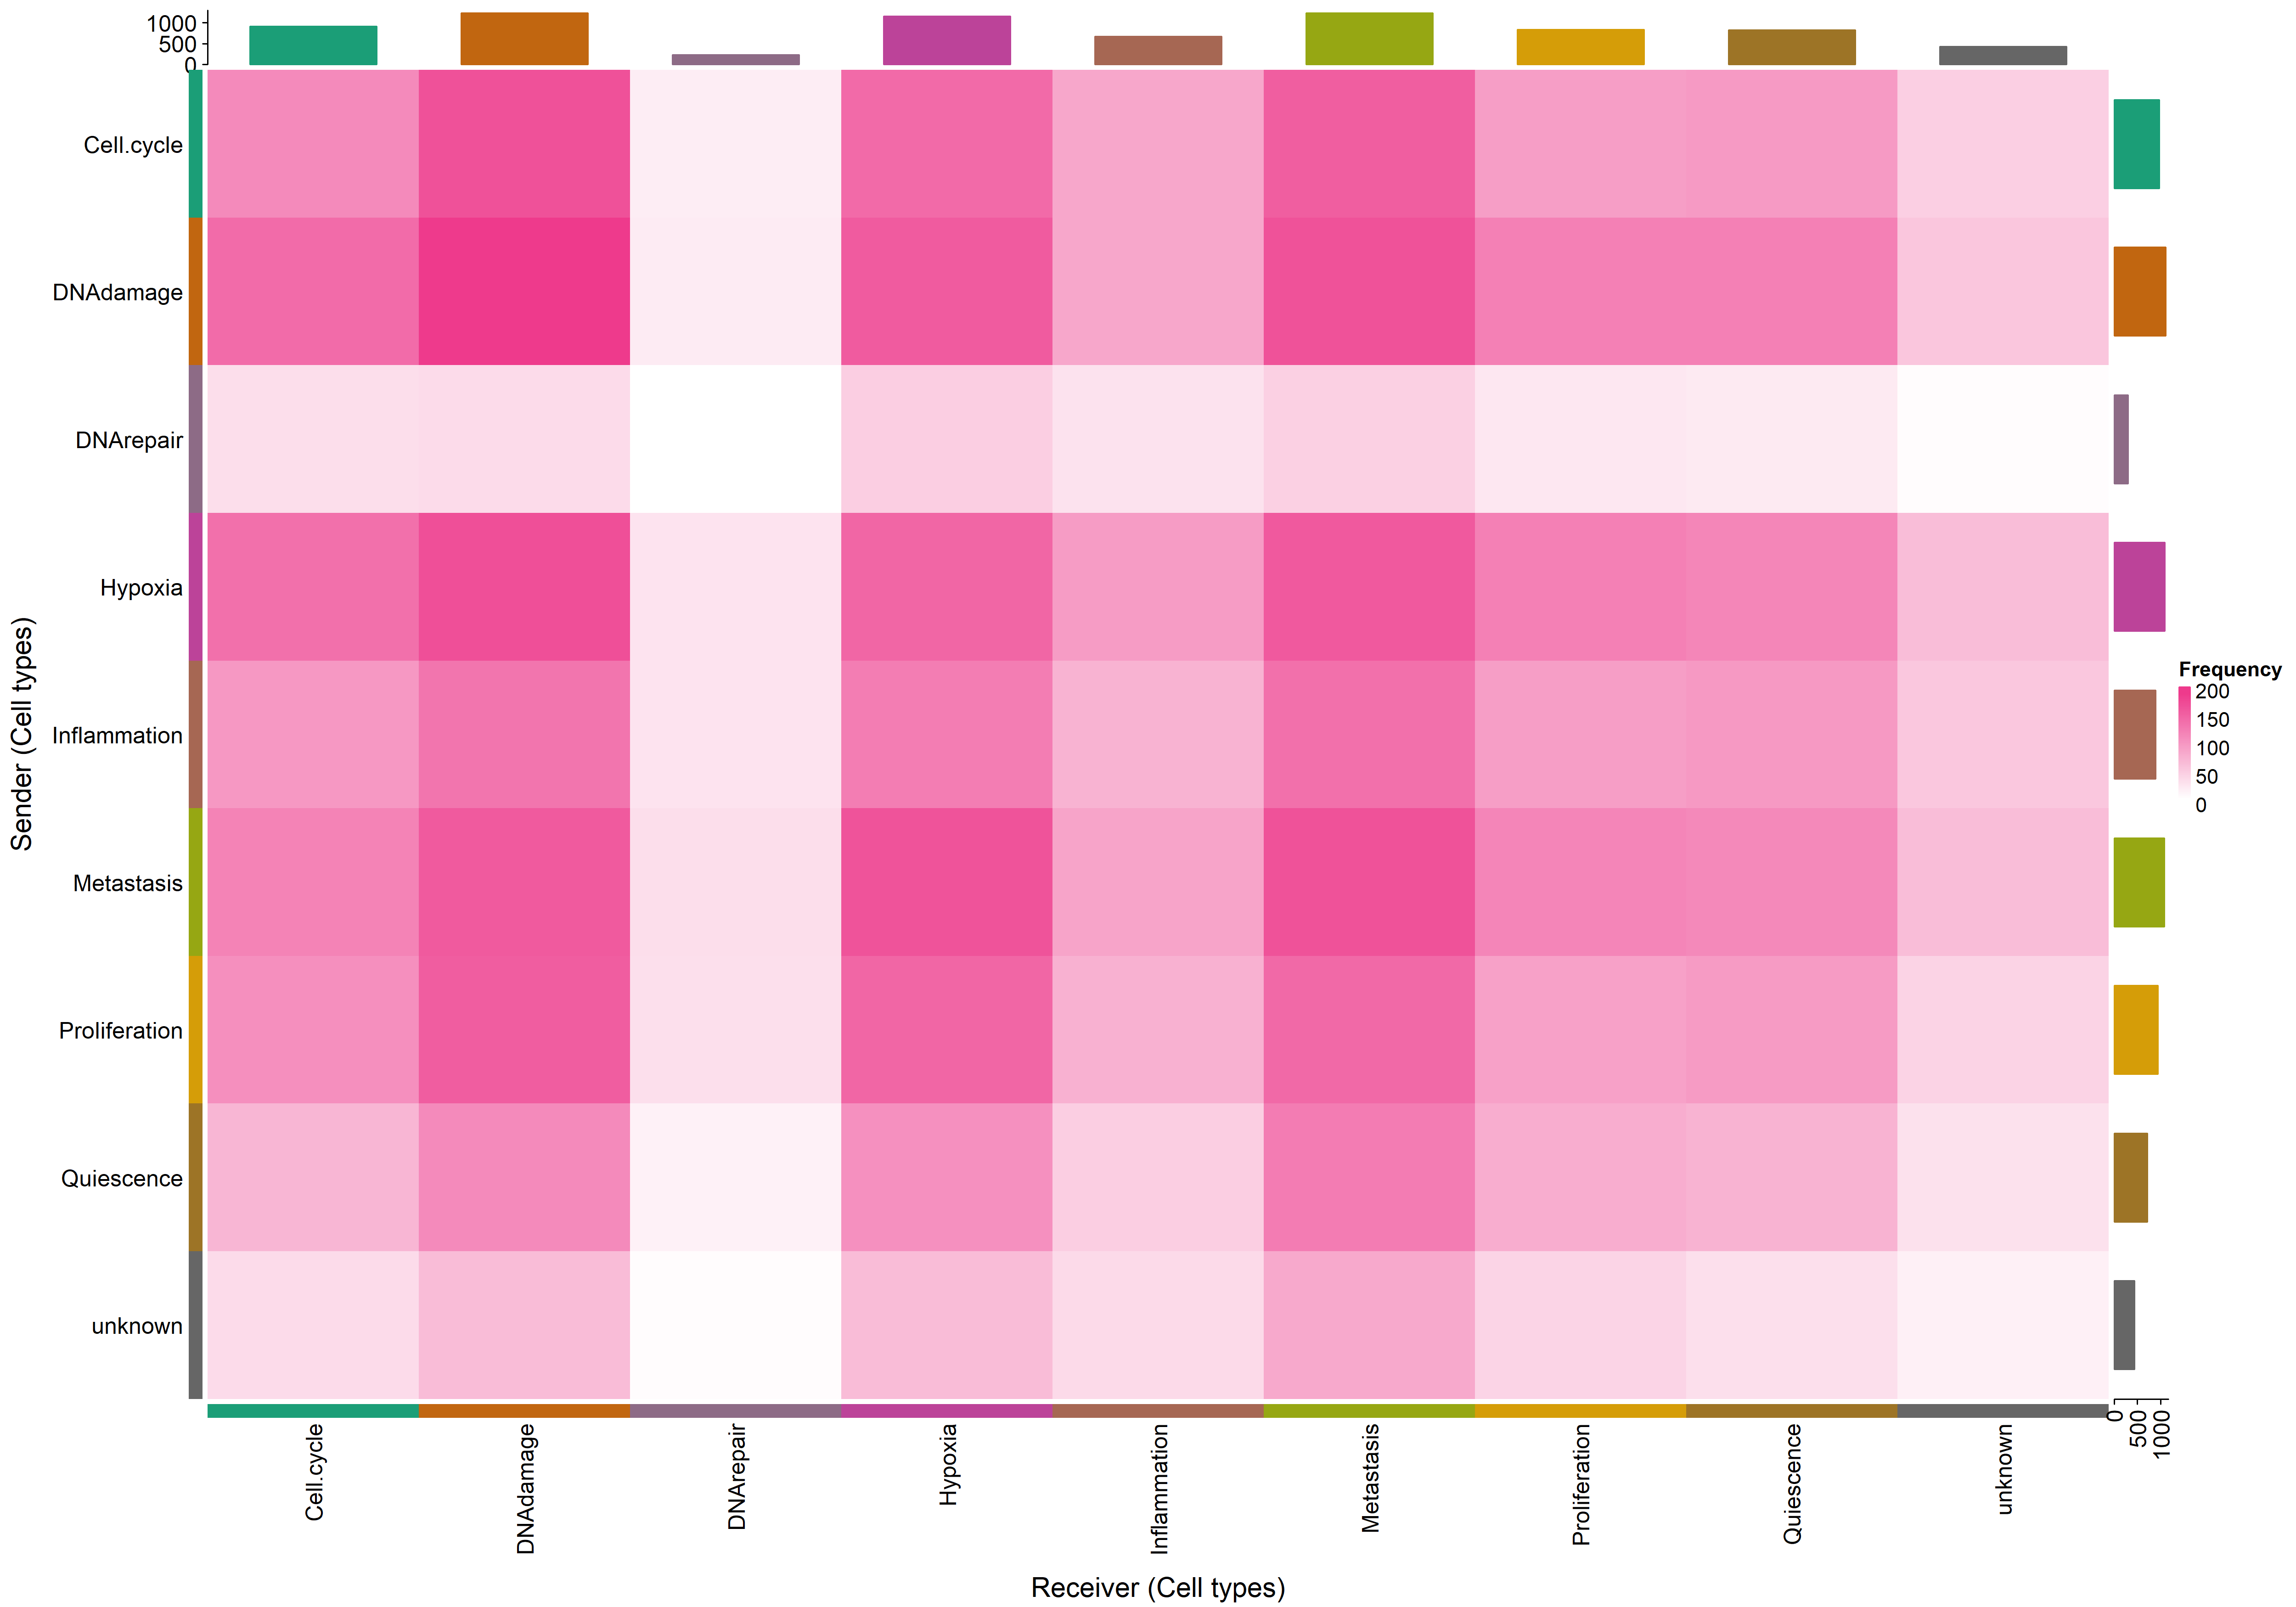 1000
500
0
Cell.cycle
DNAdamage
DNArepair
Hypoxia
Inflammation
Metastasis
Proliferation
Quiescence
unknown
Sender (Cell types)
Frequency
200
150
100
50
0
0
500
1000
Cell.cycle
DNAdamage
DNArepair
Hypoxia
Inflammation
Metastasis
Proliferation
Quiescence
unknown
Receiver (Cell types)